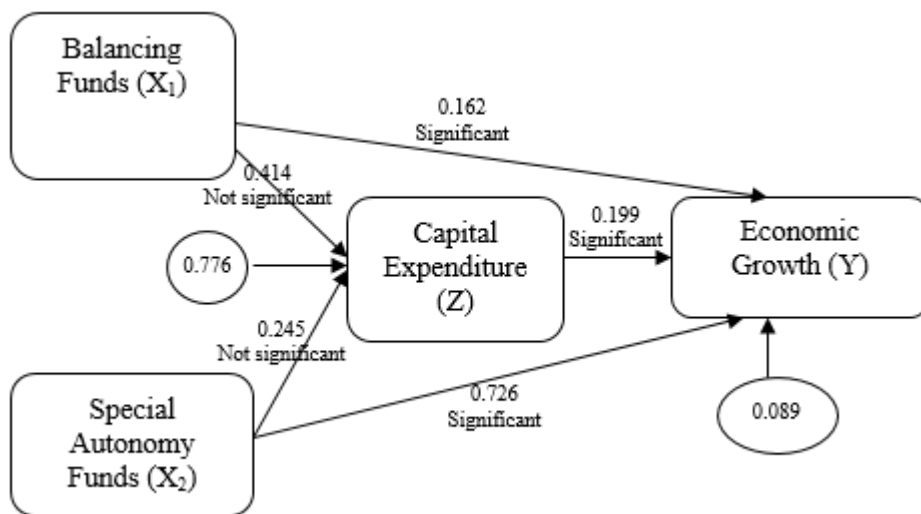 Balancing
Funds (X₁)
0.162
Significant
0.414
Not significant
0.776
Capital
Expenditure
(Z)
0.199
Significant
Economic
Growth (Y)
0.245
Not significant
Special
Autonomy
Funds (X₂)
0.726
Significant
0.089